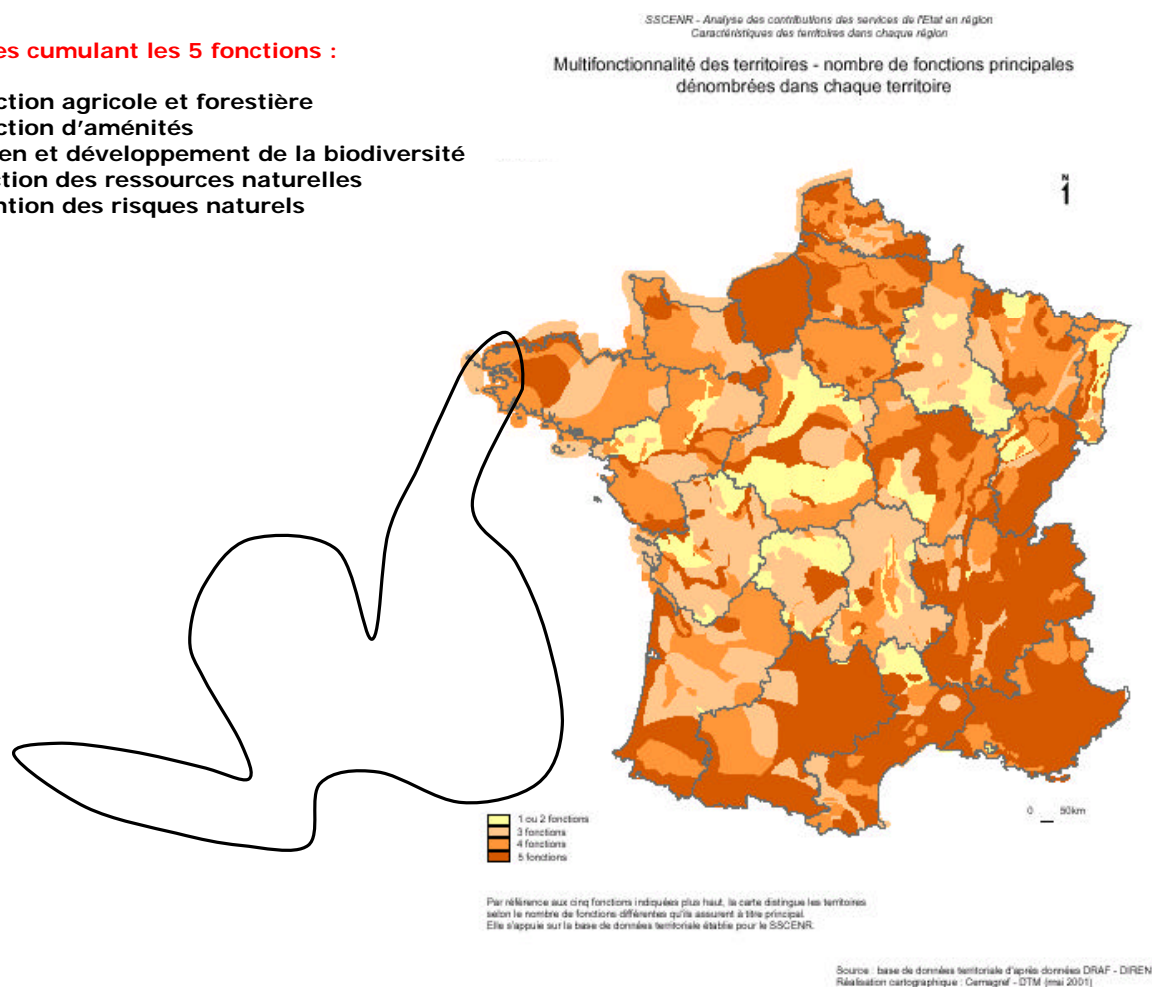 SSCENR - Analyse des contributions des services de l'Etat en région
Caractéristiques des territoires dans chaque région
es cumulant les 5 fonctions :
Multifonctionnalité des territoires - nombre de fonctions principales
dénombrées dans chaque territoire
ction agricole et forestière
ction d'aménités
en et développement de la biodiversité
ction des ressources naturelles
ntion des risques naturels
N
1 ou 2 fonctions
3 fonctions
4 fonctions
5 fonctions
0 50km
Par référence aux cinq fonctions indiquées plus haut, la carte distingue les territoires
selon le nombre de fonctions différentes qu'ils assurent à titre principal.
Elle s'appuie sur la base de données territoriale établie pour le SSCENR.
Source : base de données territoriale d'après données DRAF - DIREN
Réalisation cartographique : Cemagref - DTM (mai 2001)